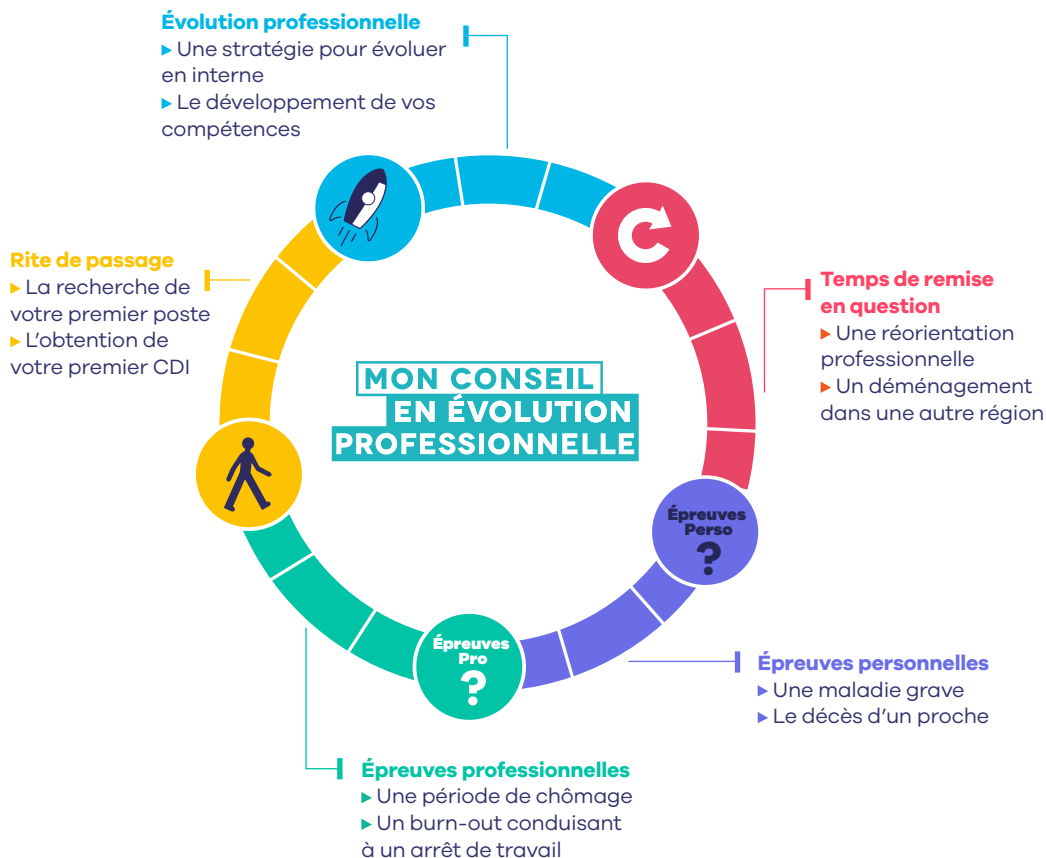 Évolution professionnelle
▸ Une stratégie pour évoluer
en interne
▸ Le développement de vos
compétences
Rite de passage
▸ La recherche de
votre premier poste
▸ L'obtention de
votre premier CDI
Temps de remise
en question
▸ Une réorientation
professionnelle
▸ Un déménagement
dans une autre région
MON CONSEIL
EN ÉVOLUTION
PROFESSIONNELLE
Épreuves
Perso
?
Épreuves
Pro
?
Épreuves personnelles
▸ Une maladie grave
▸ Le décès d'un proche
Épreuves professionnelles
▸ Une période de chômage
▸ Un burn-out conduisant
à un arrêt de travail